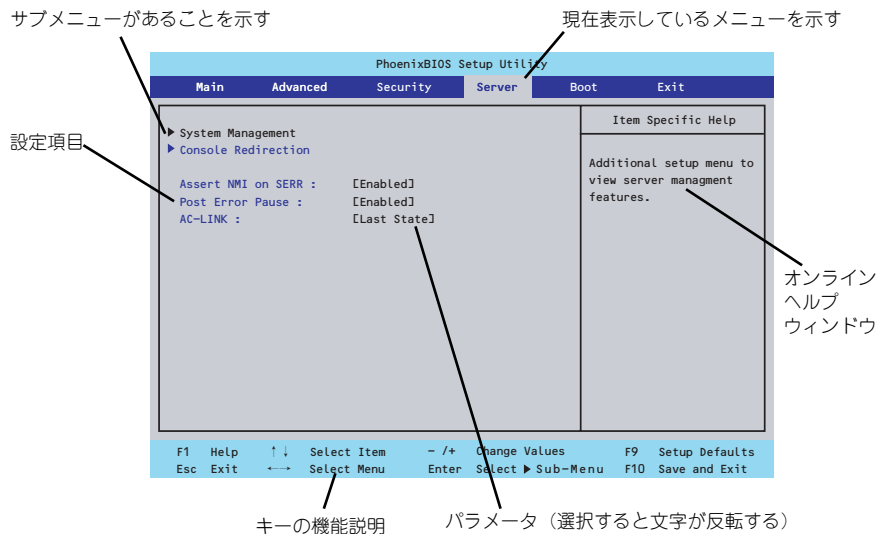 サブメニューがあることを示す
現在表示しているメニューを示す
PhoenixBIOS Setup Utility
Main Advanced Security Server Boot Exit
Item Specific Help
設定項目
▶ System Management
▶ Console Redirection
Additional setup menu to
view server managment
features.
Assert NMI on SERR : [Enabled]
Post Error Pause : [Enabled]
AC-LINK : [Last State]
オンライン
ヘルプ
ウィンドウ
F1 Help ↑↓ Select Item - /+ Change Values F9 Setup Defaults
Esc Exit ←→ Select Menu Enter Select ▶ Sub-Menu F10 Save and Exit
キーの機能説明
パラメータ（選択すると文字が反転する）